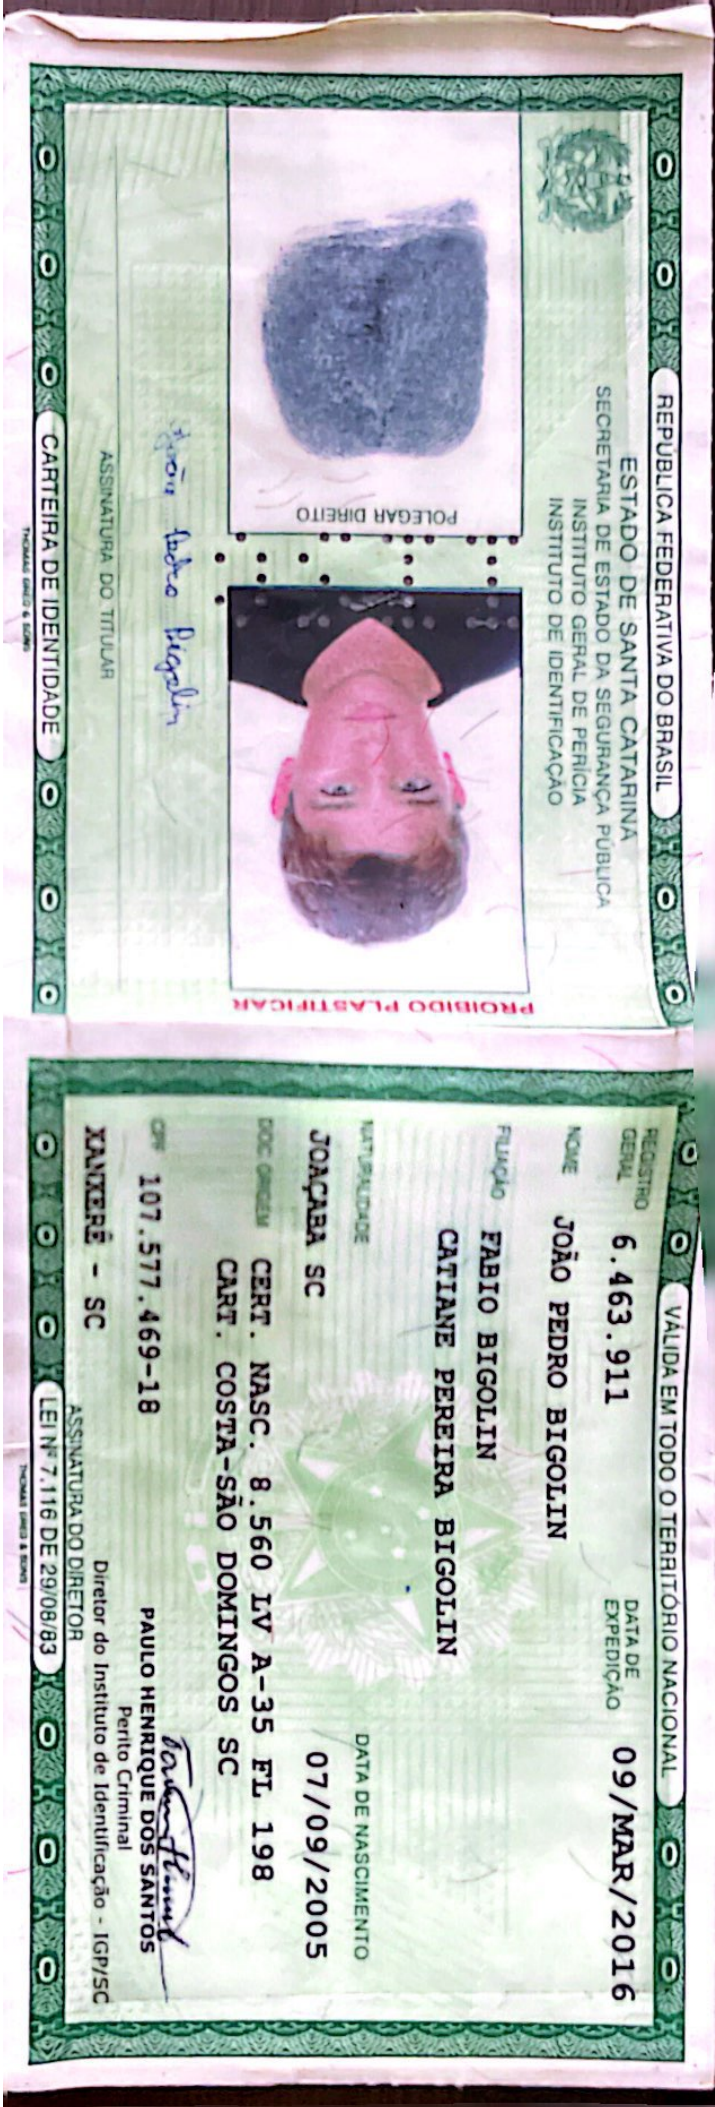 REPÚBLICA FEDERATIVA DO BRASIL
ESTADO DE SANTA CATARINA
SECRETARIA DE ESTADO DA SEGURANÇA PÚBLICA
INSTITUTO GERAL DE PERÍCIA
INSTITUTO DE IDENTIFICAÇÃO
POLEGAR DIREITO
PROIBIDO PLASTIFICAR
João Pedro Bigolin
ASSINATURA DO TITULAR
CARTEIRA DE IDENTIDADE
THOMAS GREG & SONS
VÁLIDA EM TODO O TERRITÓRIO NACIONAL
REGISTRO GERAL 6.463.911 DATA DE EXPEDIÇÃO 09/MAR/2016
NOME JOÃO PEDRO BIGOLIN
FILIAÇÃO FABIO BIGOLIN
CATIANE PEREIRA BIGOLIN
NATURALIDADE DATA DE NASCIMENTO
JOAÇABA SC 07/09/2005
DOC ORIGEM CERT. NASC. 8.560 LV A-35 FL 198
CART. COSTA-SÃO DOMINGOS SC
CPF 107.577.469-18
PAULO HENRIQUE DOS SANTOS
Perito Criminal
XANXERÊ - SC
Diretor do Instituto de Identificação - IGP/SC
ASSINATURA DO DIRETOR
LEI Nº 7.116 DE 29/08/83
THOMAS GREG & SONS